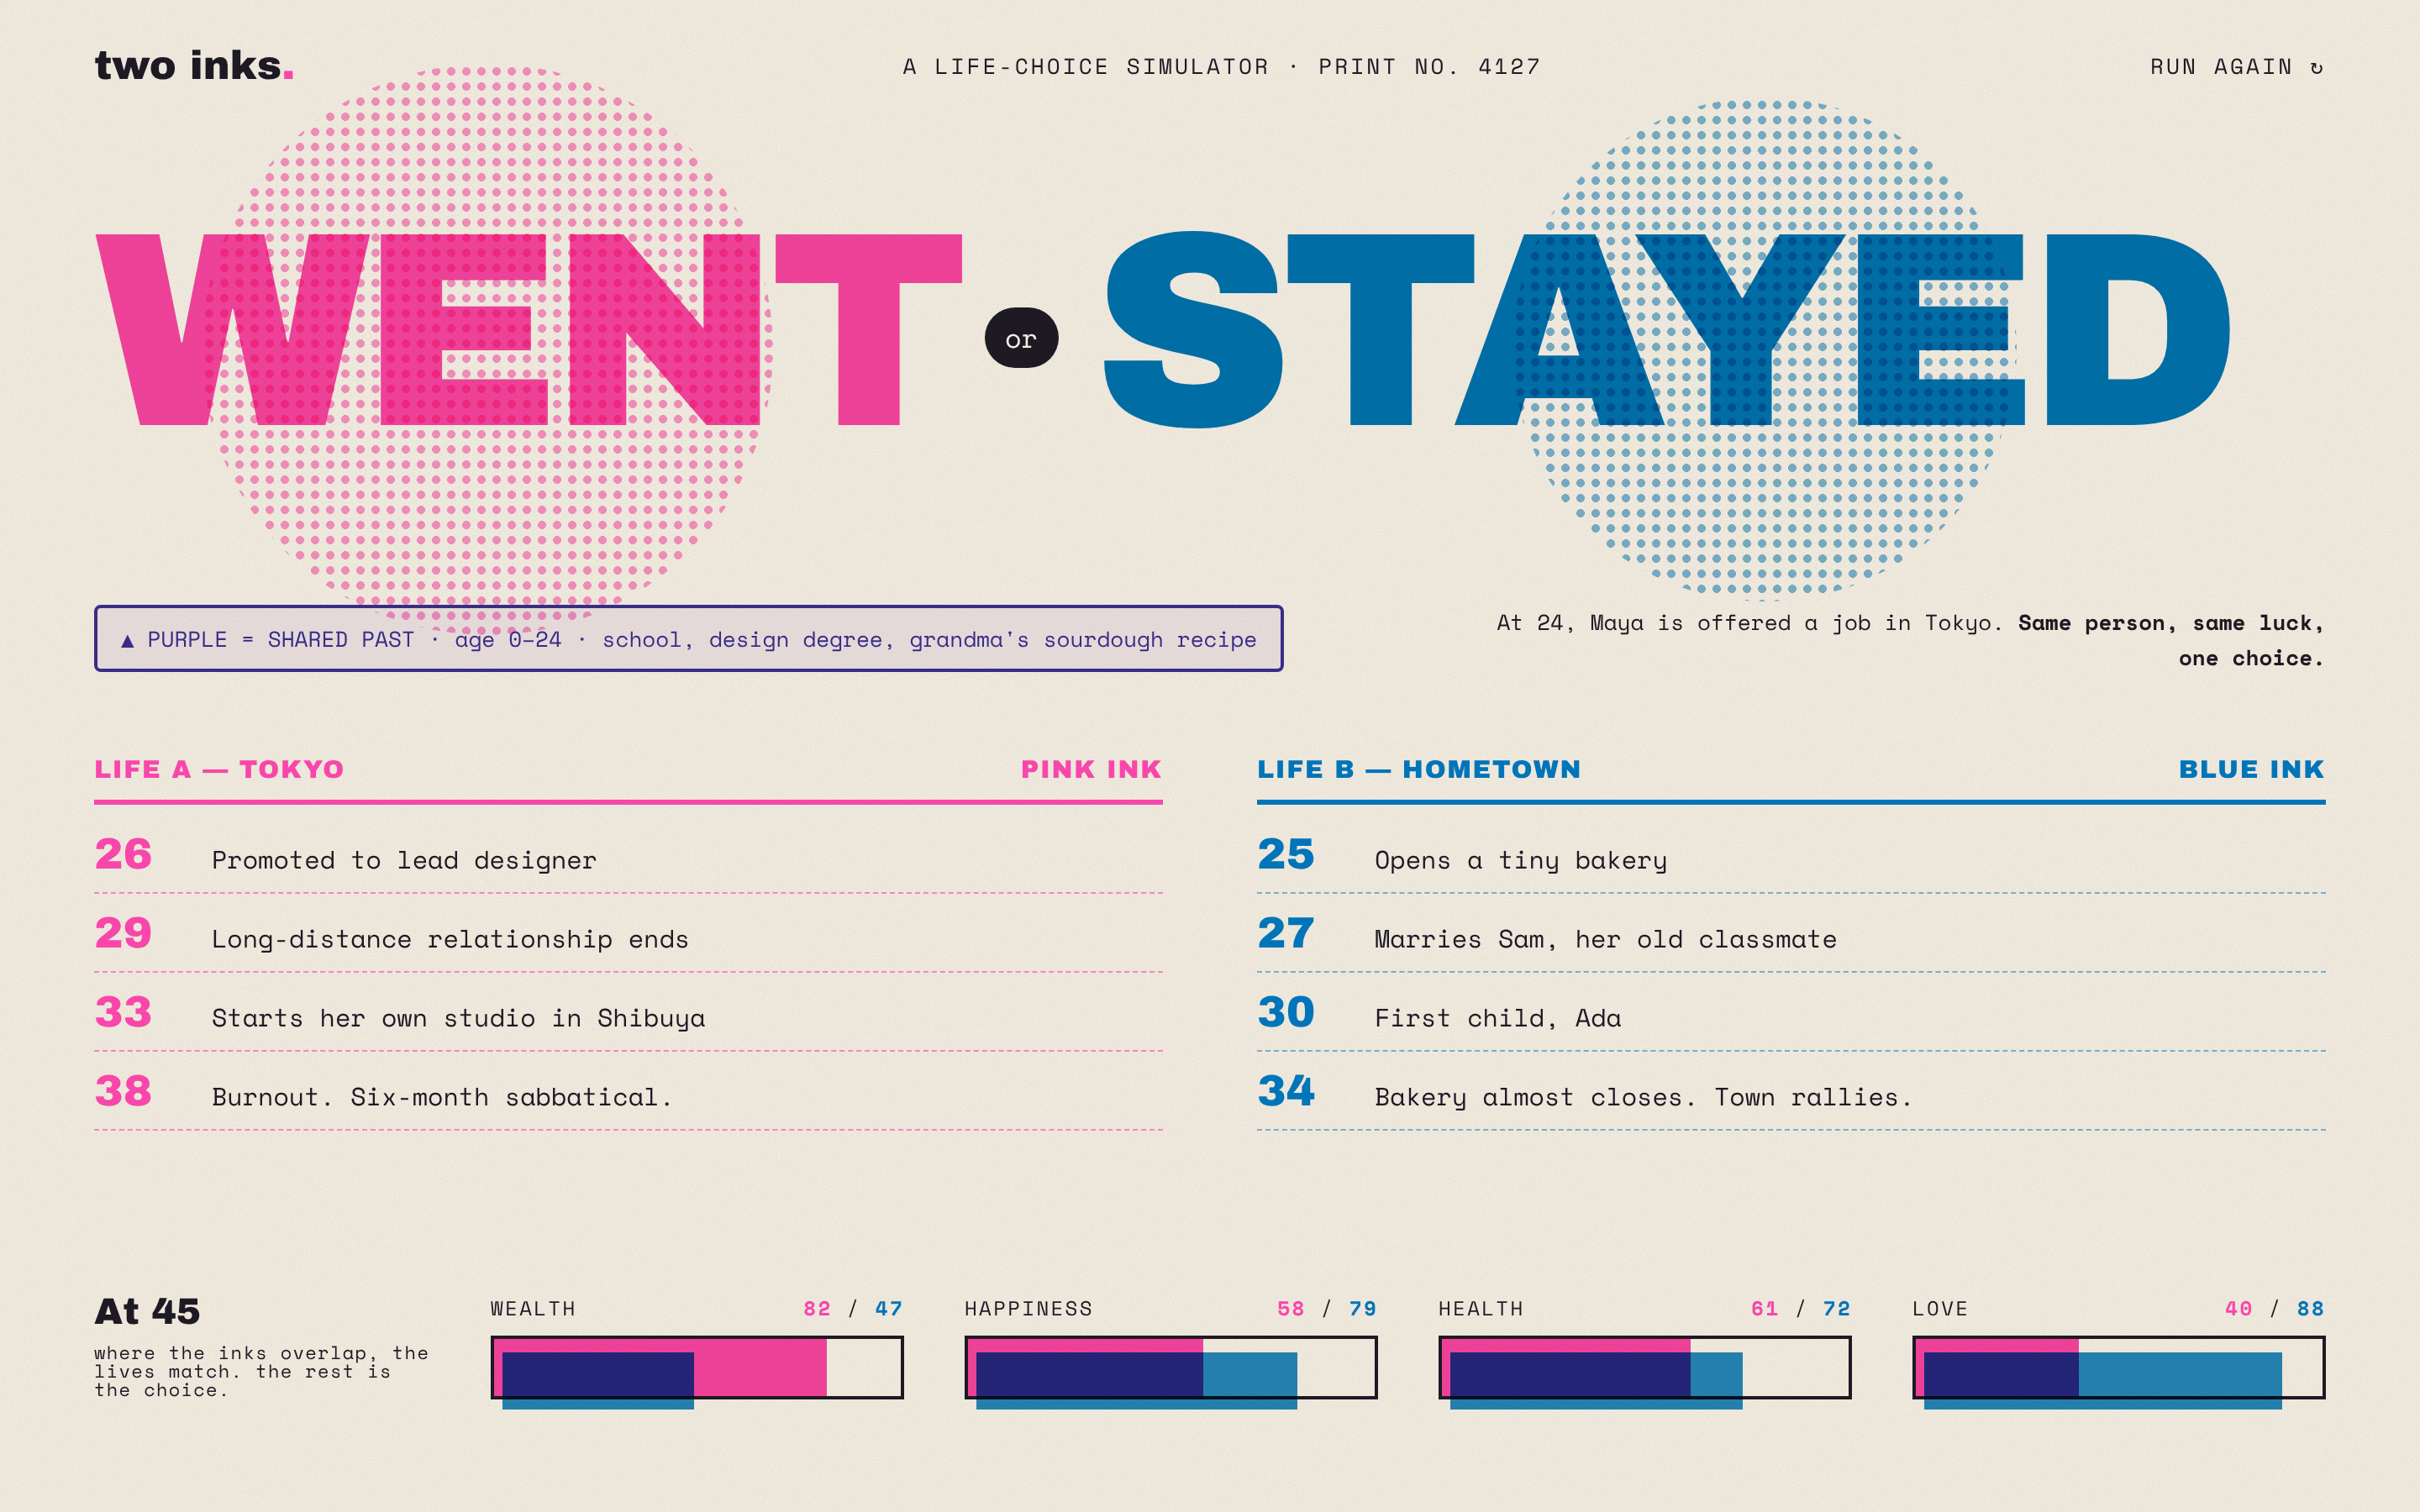 two inks.
A LIFE-CHOICE SIMULATOR · PRINT NO. 4127
RUN AGAIN ↻
WENT or STAYED
▲ PURPLE = SHARED PAST · age 0–24 · school, design degree, grandma's sourdough recipe
At 24, Maya is offered a job in Tokyo. Same person, same luck,
one choice.
LIFE A — TOKYO PINK INK
26 Promoted to lead designer
29 Long-distance relationship ends
33 Starts her own studio in Shibuya
38 Burnout. Six-month sabbatical.
LIFE B — HOMETOWN BLUE INK
25 Opens a tiny bakery
27 Marries Sam, her old classmate
30 First child, Ada
34 Bakery almost closes. Town rallies.
At 45
where the inks overlap, the
lives match. the rest is
the choice.
WEALTH 82 / 47
HAPPINESS 58 / 79
HEALTH 61 / 72
LOVE 40 / 88